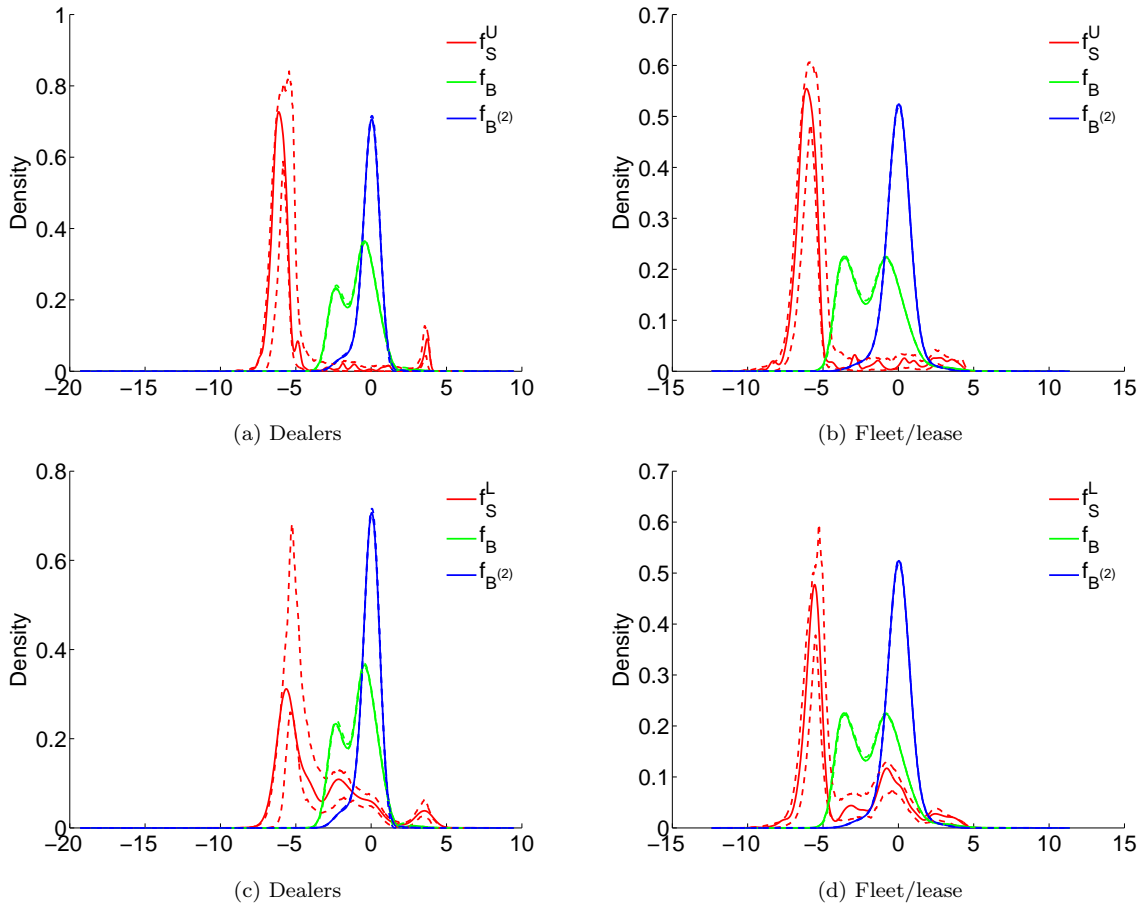 1
0.8
0.6
0.4
0.2
0
Density
−20 −15 −10 −5 0 5 10
f_S^U
f_B
f_B(2)
(a) Dealers
0.7
0.6
0.5
0.4
0.3
0.2
0.1
0
Density
−15 −10 −5 0 5 10 15
f_S^U
f_B
f_B(2)
(b) Fleet/lease
0.8
0.6
0.4
0.2
0
Density
−20 −15 −10 −5 0 5 10
f_S^L
f_B
f_B(2)
(c) Dealers
0.7
0.6
0.5
0.4
0.3
0.2
0.1
0
Density
−15 −10 −5 0 5 10 15
f_S^L
f_B
f_B(2)
(d) Fleet/lease